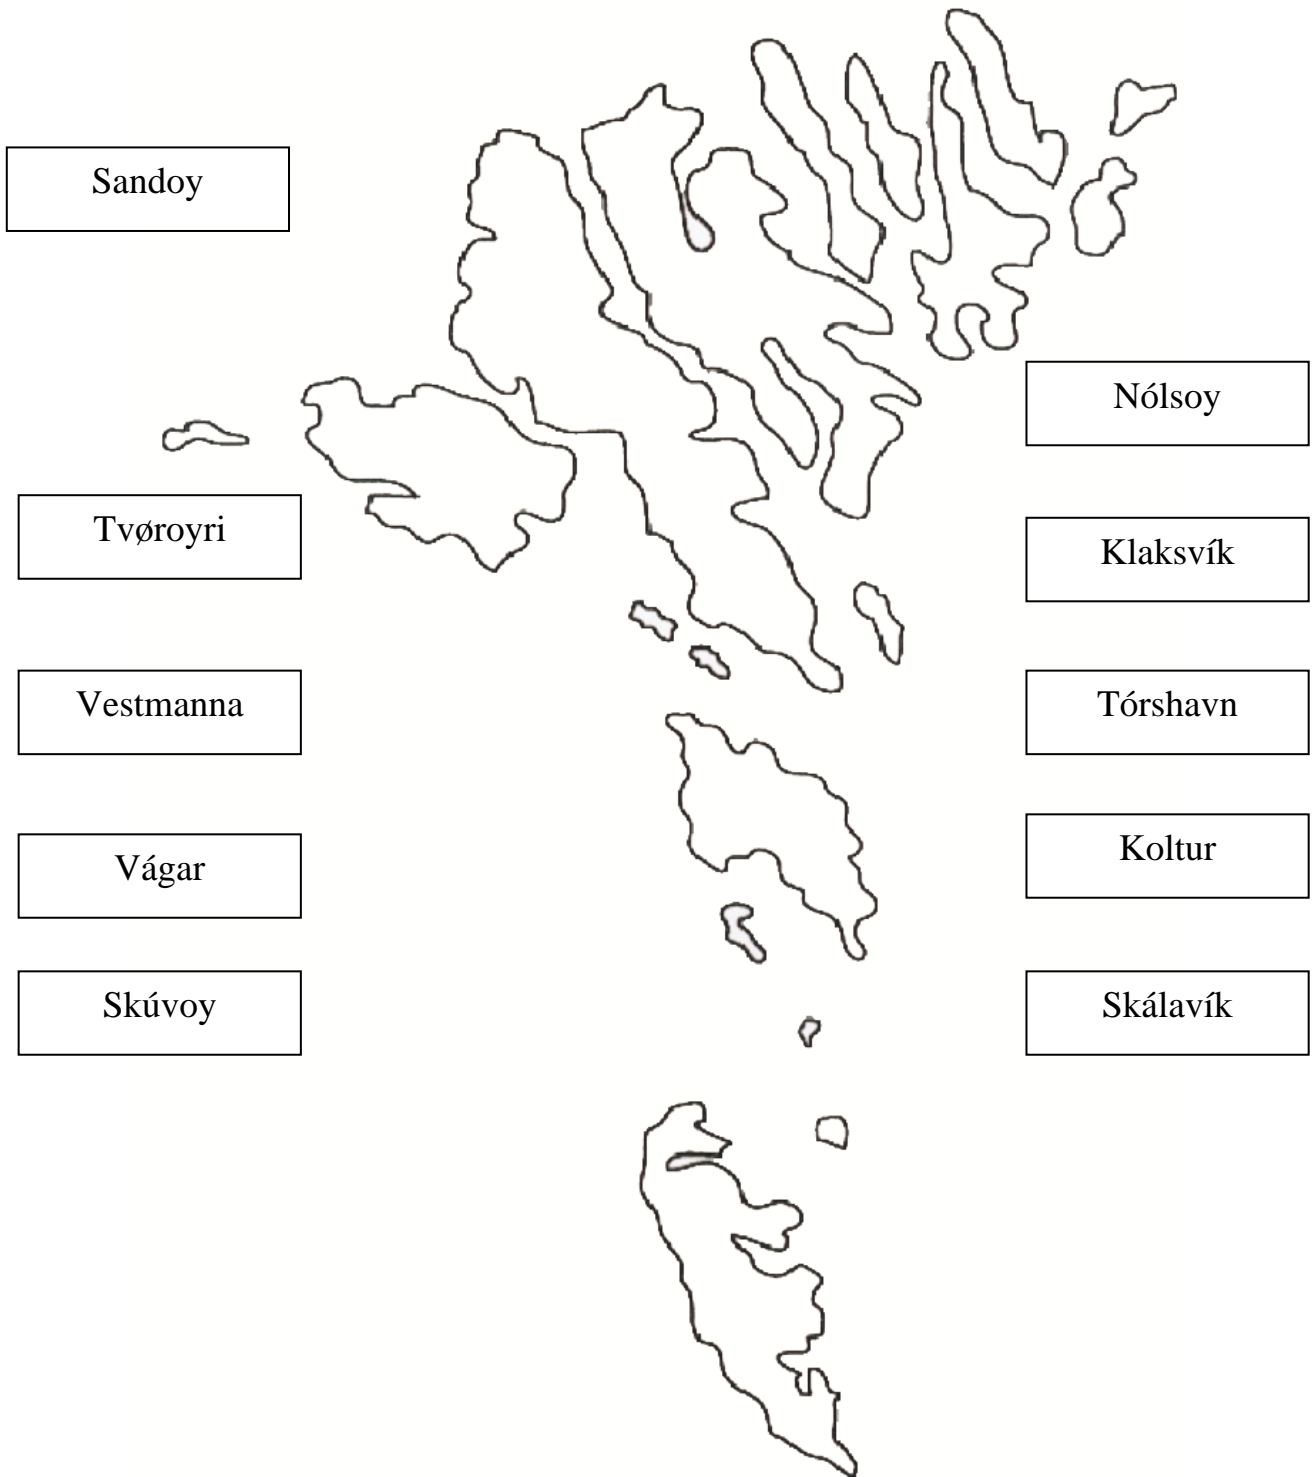 Sandoy
Nólsoy
Tvøroyri
Klaksvík
Vestmanna
Tórshavn
Vágar
Koltur
Skúvoy
Skálavík